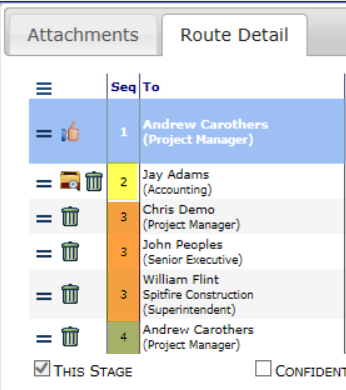 Attachments Route Detail
Seq To
1 Andrew Carothers
(Project Manager)
2 Jay Adams
(Accounting)
3 Chris Demo
(Project Manager)
3 John Peoples
(Senior Executive)
3 William Flint
Spitfire Construction
(Superintendent)
4 Andrew Carothers
(Project Manager)
THIS STAGE CONFIDENT